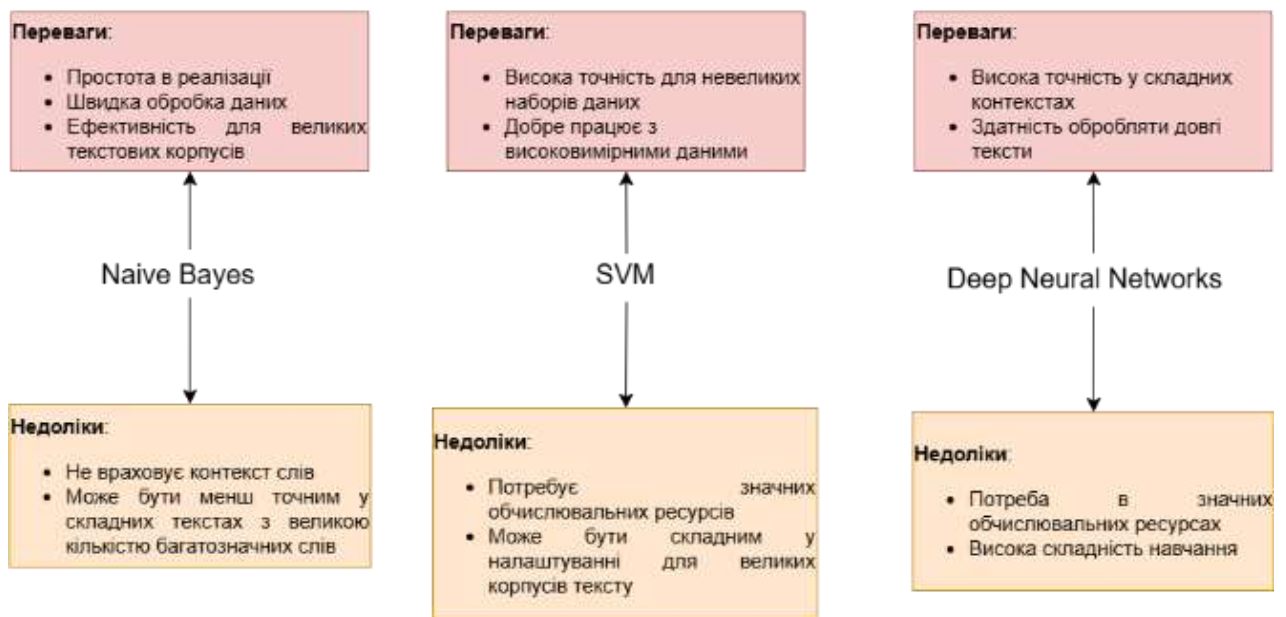 Переваги:
• Простота в реалізації
• Швидка обробка даних
• Ефективність для великих
текстових корпусів
Naive Bayes
Недоліки:
• Не враховує контекст слів
• Може бути менш точним у
складних текстах з великою
кількістю багатозначних слів
Переваги:
• Висока точність для невеликих
наборів даних
• Добре працює з
високовимірними даними
SVM
Недоліки:
• Потребує значних
обчислювальних ресурсів
• Може бути складним у
налаштуванні для великих
корпусів тексту
Переваги:
• Висока точність у складних
контекстах
• Здатність обробляти довгі
тексти
Deep Neural Networks
Недоліки:
• Потреба в значних
обчислювальних ресурсах
• Висока складність навчання